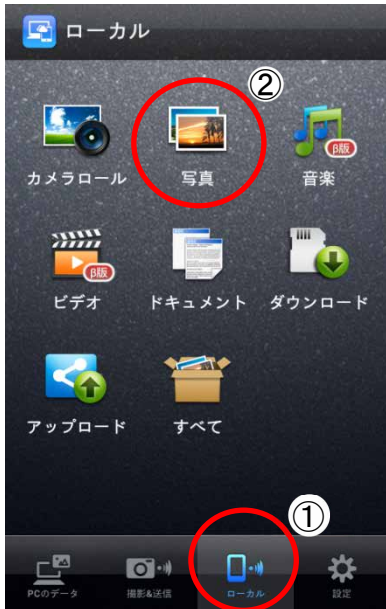 ローカル
②
カメラロール 写真 音楽
β版
β版
ビデオ ドキュメント ダウンロード
アップロード すべて
①
PCのデータ 撮影&送信 ローカル 設定